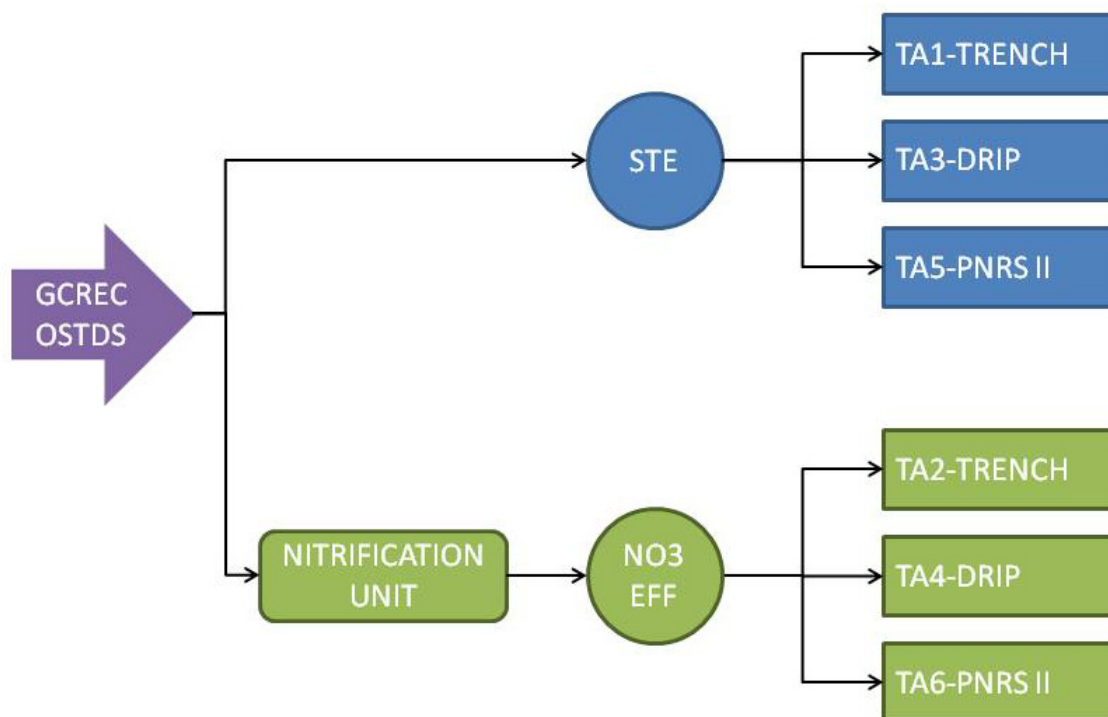 TA1-TRENCH
STE
TA3-DRIP
TA5-PNRS II
GCREC
OSTDS
TA2-TRENCH
NITRIFICATION
UNIT
NO3
EFF
TA4-DRIP
TA6-PNRS II